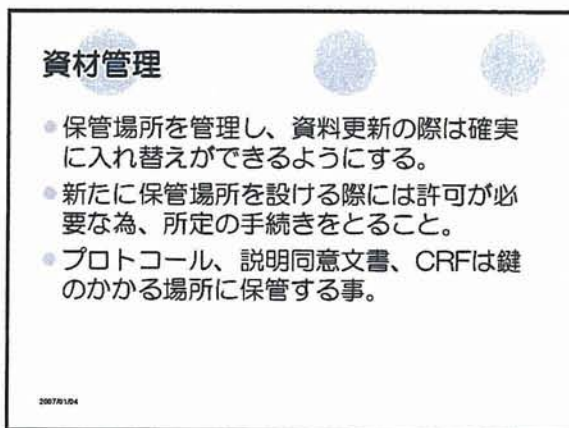 資材管理
保管場所を管理し、資料更新の際は確実
に入れ替えができるようにする。
新たに保管場所を設ける際には許可が必
要な為、所定の手続きをとること。
プロトコール、説明同意文書、CRFは鍵
のかかる場所に保管する事。
2007/01/04